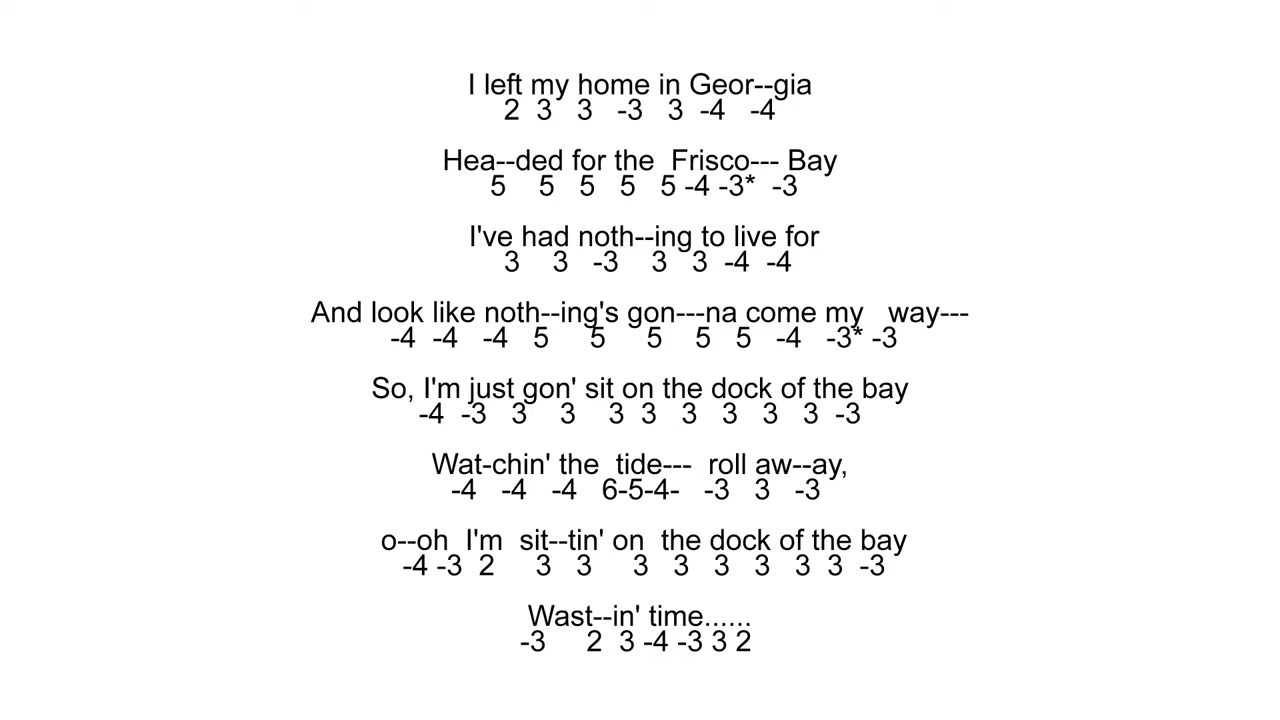 I left my home in Geor--gia
2 3 3 -3 3 -4 -4
Hea--ded for the Frisco--- Bay
5 5 5 5 5 -4 -3* -3
I've had noth--ing to live for
3 3 -3 3 3 -4 -4
And look like noth--ing's gon---na come my way---
-4 -4 -4 5 5 5 5 5 -4 -3* -3
So, I'm just gon' sit on the dock of the bay
-4 -3 3 3 3 3 3 3 3 3 -3
Wat-chin' the tide--- roll aw--ay,
-4 -4 -4 6-5-4- -3 3 -3
o--oh I'm sit--tin' on the dock of the bay
-4 -3 2 3 3 3 3 3 3 3 3 -3
Wast--in' time......
-3 2 3 -4 -3 3 2